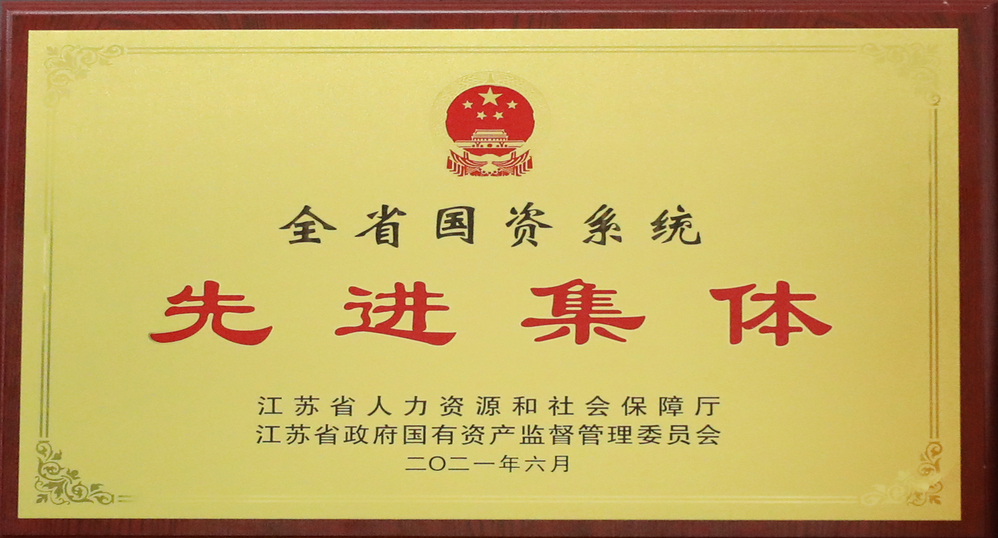 全省国资系统
先进集体
江苏省人力资源和社会保障厅
江苏省政府国有资产监督管理委员会
二〇二一年六月